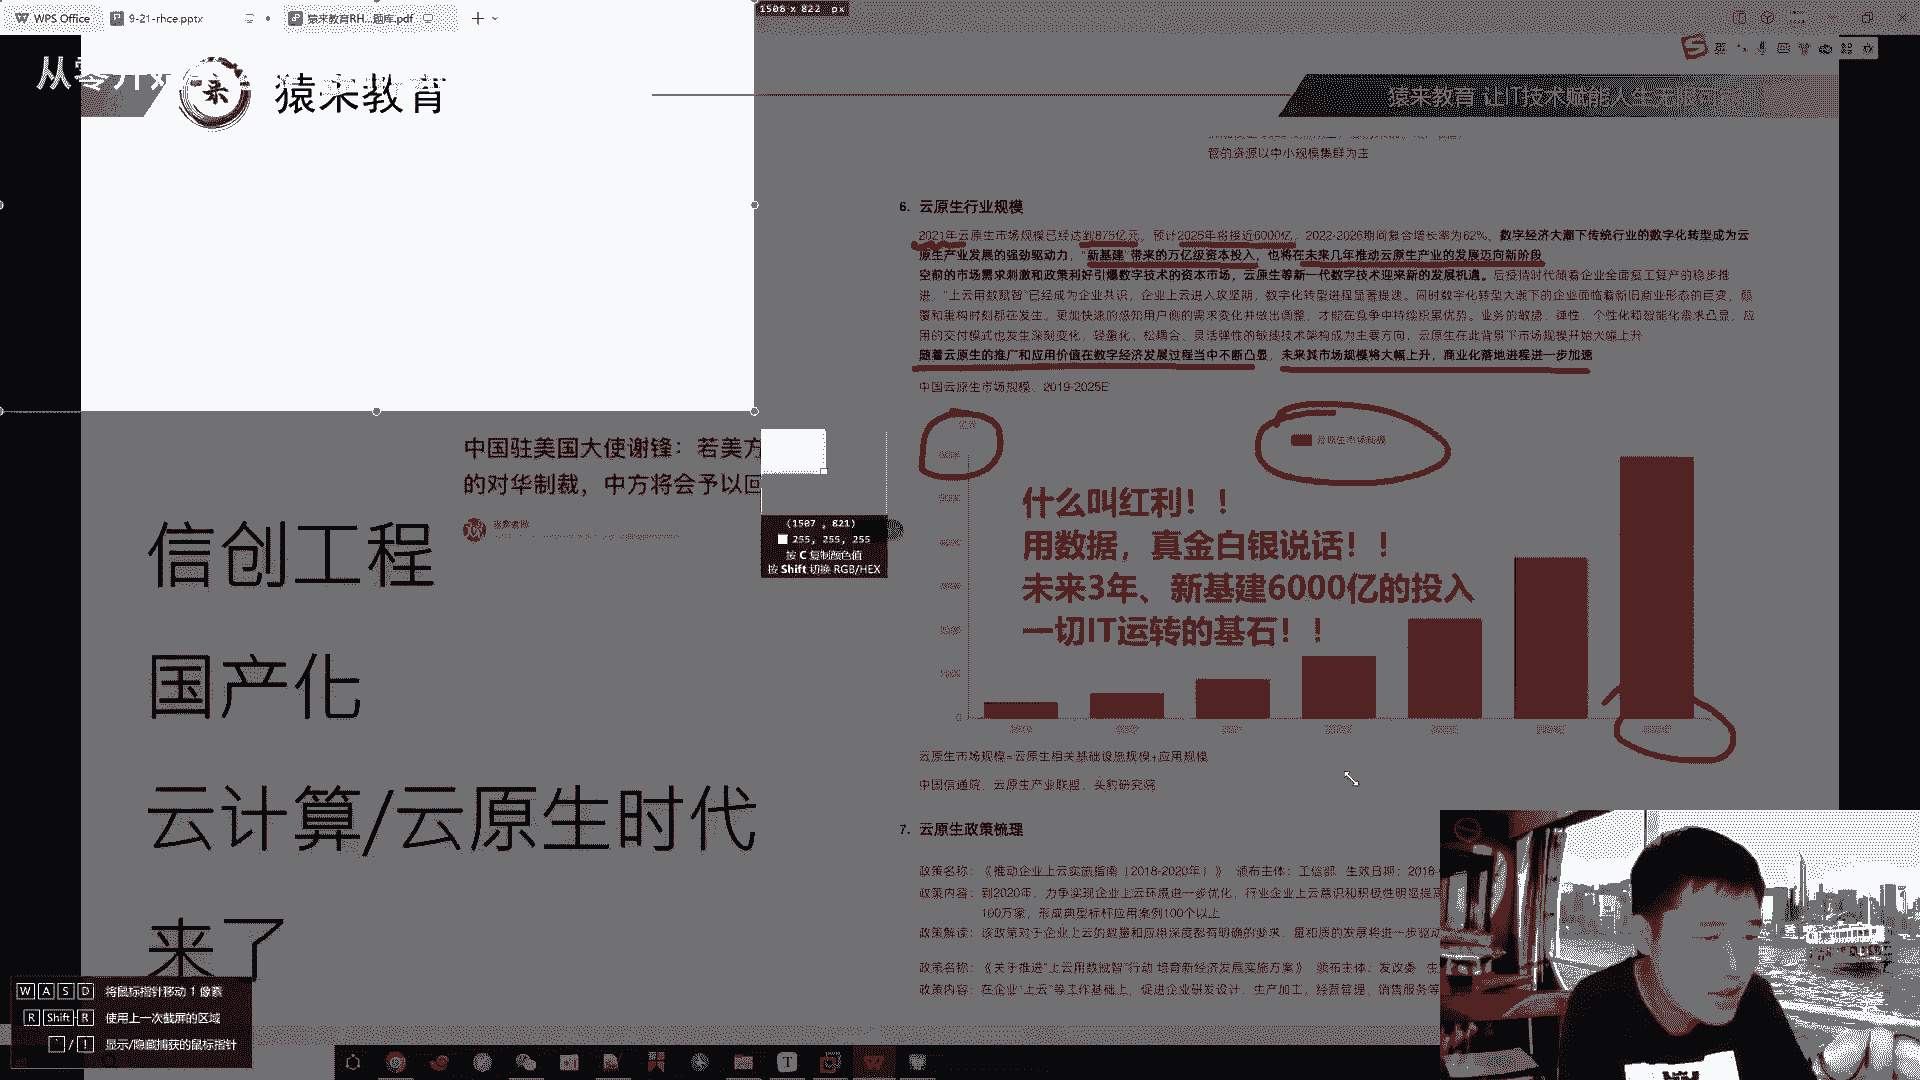 WPS Office
9-21-rhce.pptx
猿来教育RH...题库.pdf
1508 x 822 px
从零开始
猿来教育
猿来教育 让IT技术赋能人生无限可能
管的资源以中小规模集群为主
6. 云原生行业规模
2021年云原生市场规模已经达到875亿元，预计2025年将接近6000亿，2022-2026期间复合增长率为62%。数字经济大潮下传统行业的数字化转型成为云
原生产业发展的强劲驱动力，"新基建"带来的万亿级资本投入，也将在未来几年推动云原生产业的发展迈向新阶段
空前的市场需求刺激和政策利好引爆数字技术的资本市场，云原生等新一代数字技术迎来新的发展机遇。后疫情时代随着企业全面复工复产的稳步推
进，"上云用数赋智"已经成为企业共识，企业上云进入攻坚期，数字化转型进程显著提速。同时数字化转型大潮下的企业面临着新旧商业形态的巨变，颠
覆和重构时刻都在发生，更加快速的感知用户侧的需求变化并做出调整，才能在竞争中持续积累优势。业务的敏捷、弹性、个性化和智能化需求凸显，应
用的交付模式也发生深刻变化，轻量化、松耦合、灵活弹性的敏捷技术架构成为主要方向，云原生在此背景下市场规模开始大幅上升
随着云原生的推广和应用价值在数字经济发展过程当中不断凸显，未来其市场规模将大幅上升，商业化落地进程进一步加速
中国云原生市场规模，2019-2025E
云原生市场规模
什么叫红利！！
用数据，真金白银说话！！
未来3年、新基建6000亿的投入
一切IT运转的基石！！
0
云原生市场规模=云原生相关基础设施规模+应用规模
中国信通院、云原生产业联盟、头豹研究院
中国驻美国大使谢锋：若美方
的对华制裁，中方将会予以回
信创工程
国产化
云计算/云原生时代
来了
(1507 , 821)
255, 255, 255
按 C 复制颜色值
按 Shift 切换 RGB/HEX
7. 云原生政策梳理
政策名称：《推动企业上云实施指南（2018-2020年）》 颁布主体：工信部 生效日期：2018-
政策内容：到2020年，力争实现企业上云环境进一步优化，行业企业上云意识和积极性明显提高
100万家，形成典型标杆应用案例100个以上
政策解读：该政策对于企业上云的数量和应用深度都有明确的要求，量和质的发展将进一步驱动
政策名称：《关于推进"上云用数赋智"行动 培育新经济发展实施方案》 颁布主体：发改委 生
政策内容：在企业"上云"等工作基础上，促进企业研发设计、生产加工、经营管理、销售服务等
W A S D 将鼠标指针移动 1 像素
R Shift R 使用上一次截屏的区域
` / ! 显示/隐藏捕获的鼠标指针